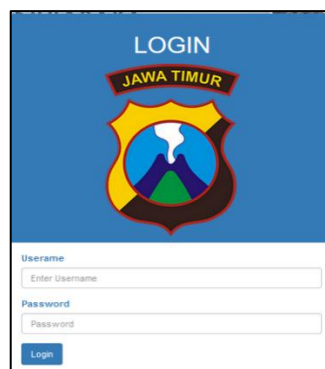 LOGIN
JAWA TIMUR
Userame
Enter Username
Password
Password
Login